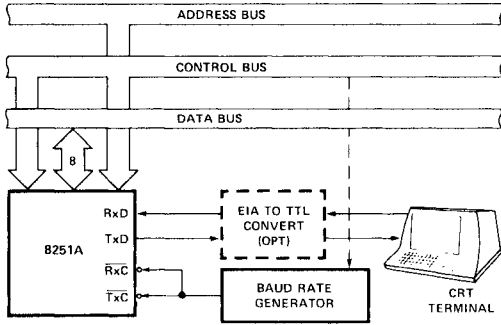 ADDRESS BUS
CONTROL BUS
DATA BUS
8
8251A
RxD
TxD
RxC
TxC
EIA TO TTL
CONVERT
(OPT)
BAUD RATE
GENERATOR
CRT
TERMINAL